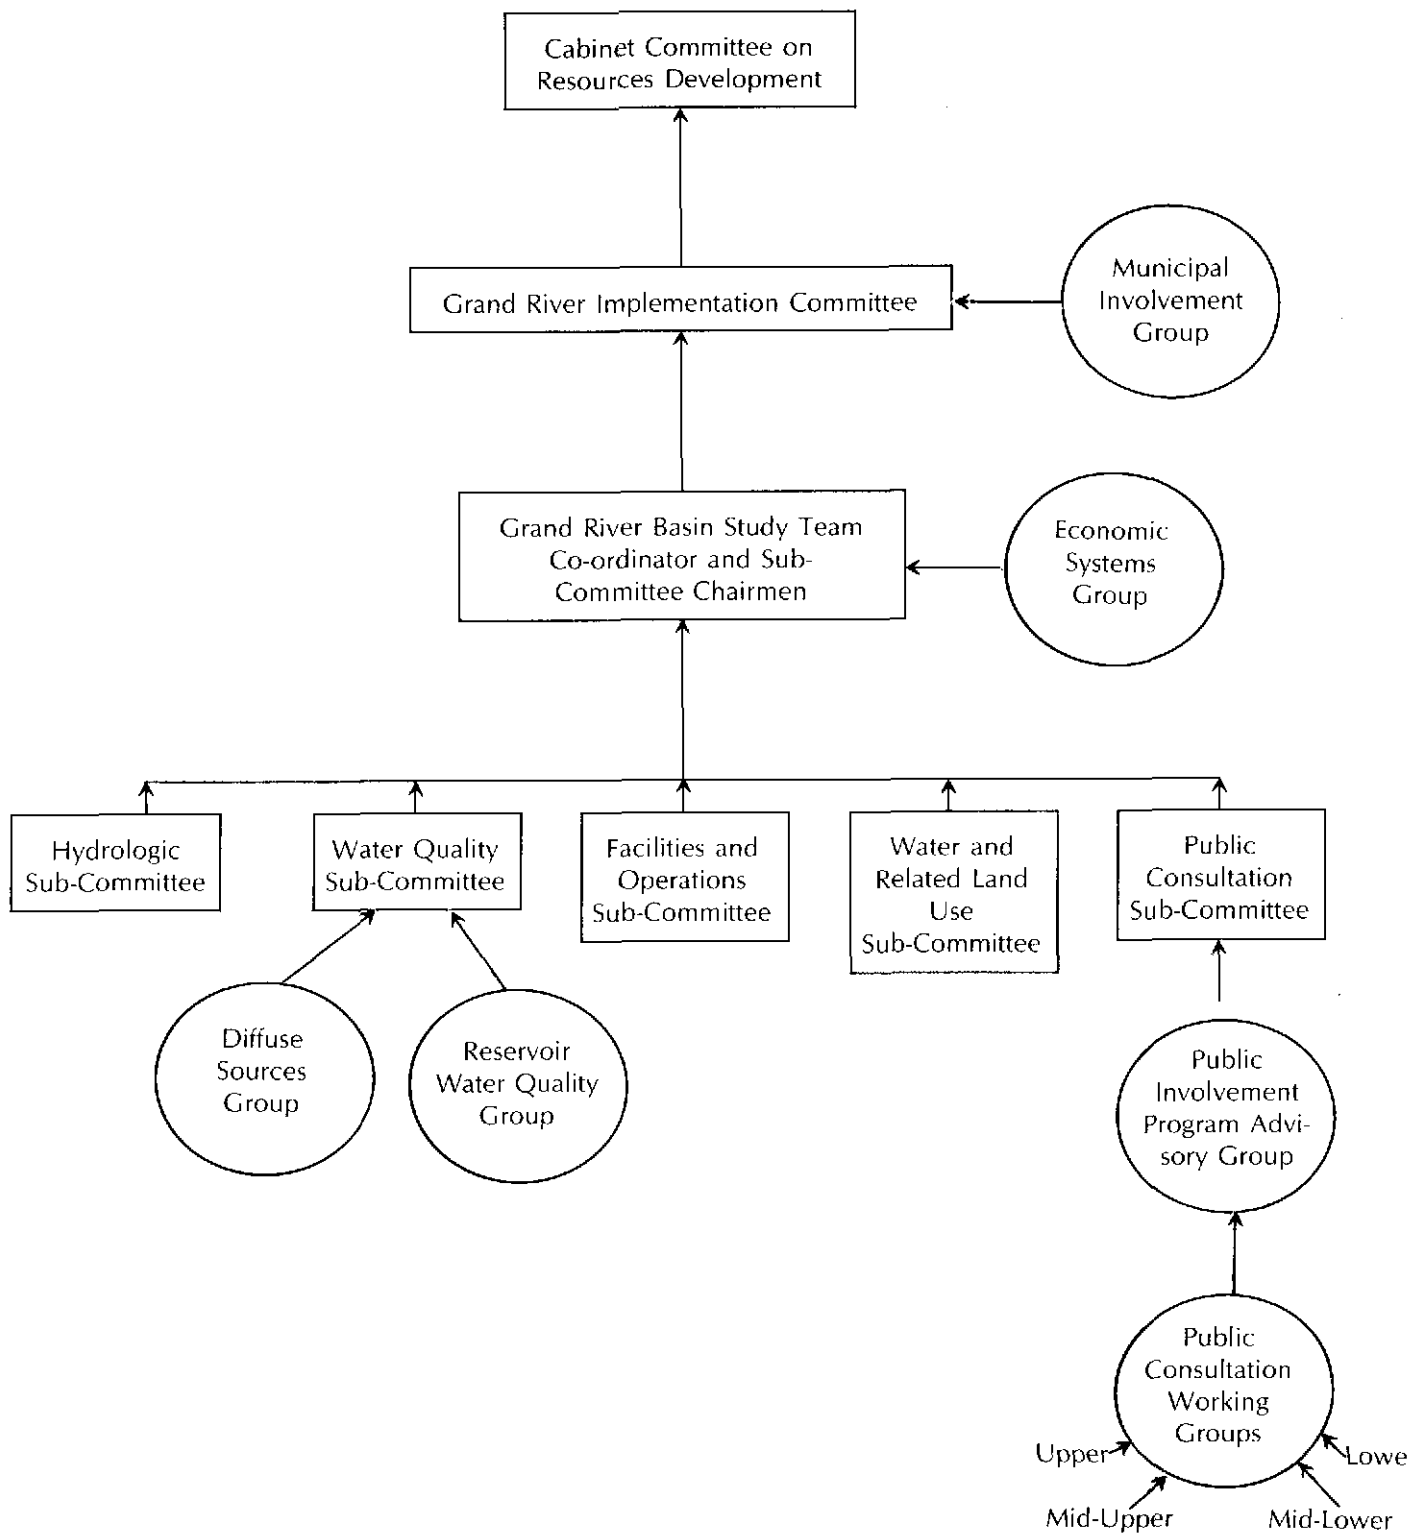 Cabinet Committee on
Resources Development
Municipal
Involvement
Group
Grand River Implementation Committee
Economic
Systems
Group
Grand River Basin Study Team
Co-ordinator and Sub-
Committee Chairmen
Hydrologic
Sub-Committee
Water Quality
Sub-Committee
Facilities and
Operations
Sub-Committee
Water and
Related Land
Use
Sub-Committee
Public
Consultation
Sub-Committee
Diffuse
Sources
Group
Reservoir
Water Quality
Group
Public
Involvement
Program Advi-
sory Group
Public
Consultation
Working
Groups
Upper
Lowe
Mid-Upper
Mid-Lower